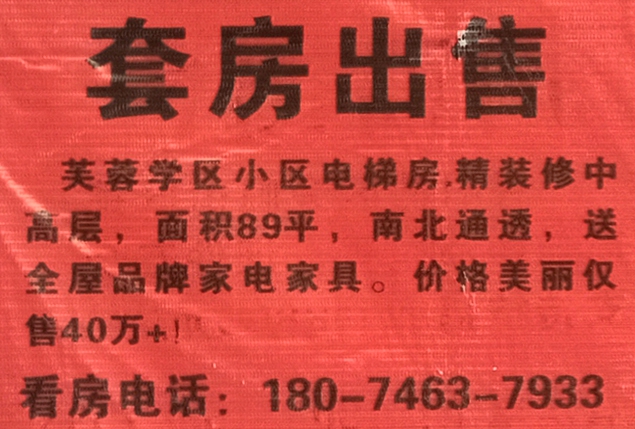 套房出售
芙蓉学区小区电梯房.精装修中
高层，面积89平，南北通透，送
全屋品牌家电家具。价格美丽仅
售40万+！
看房电话：180-7463-7933